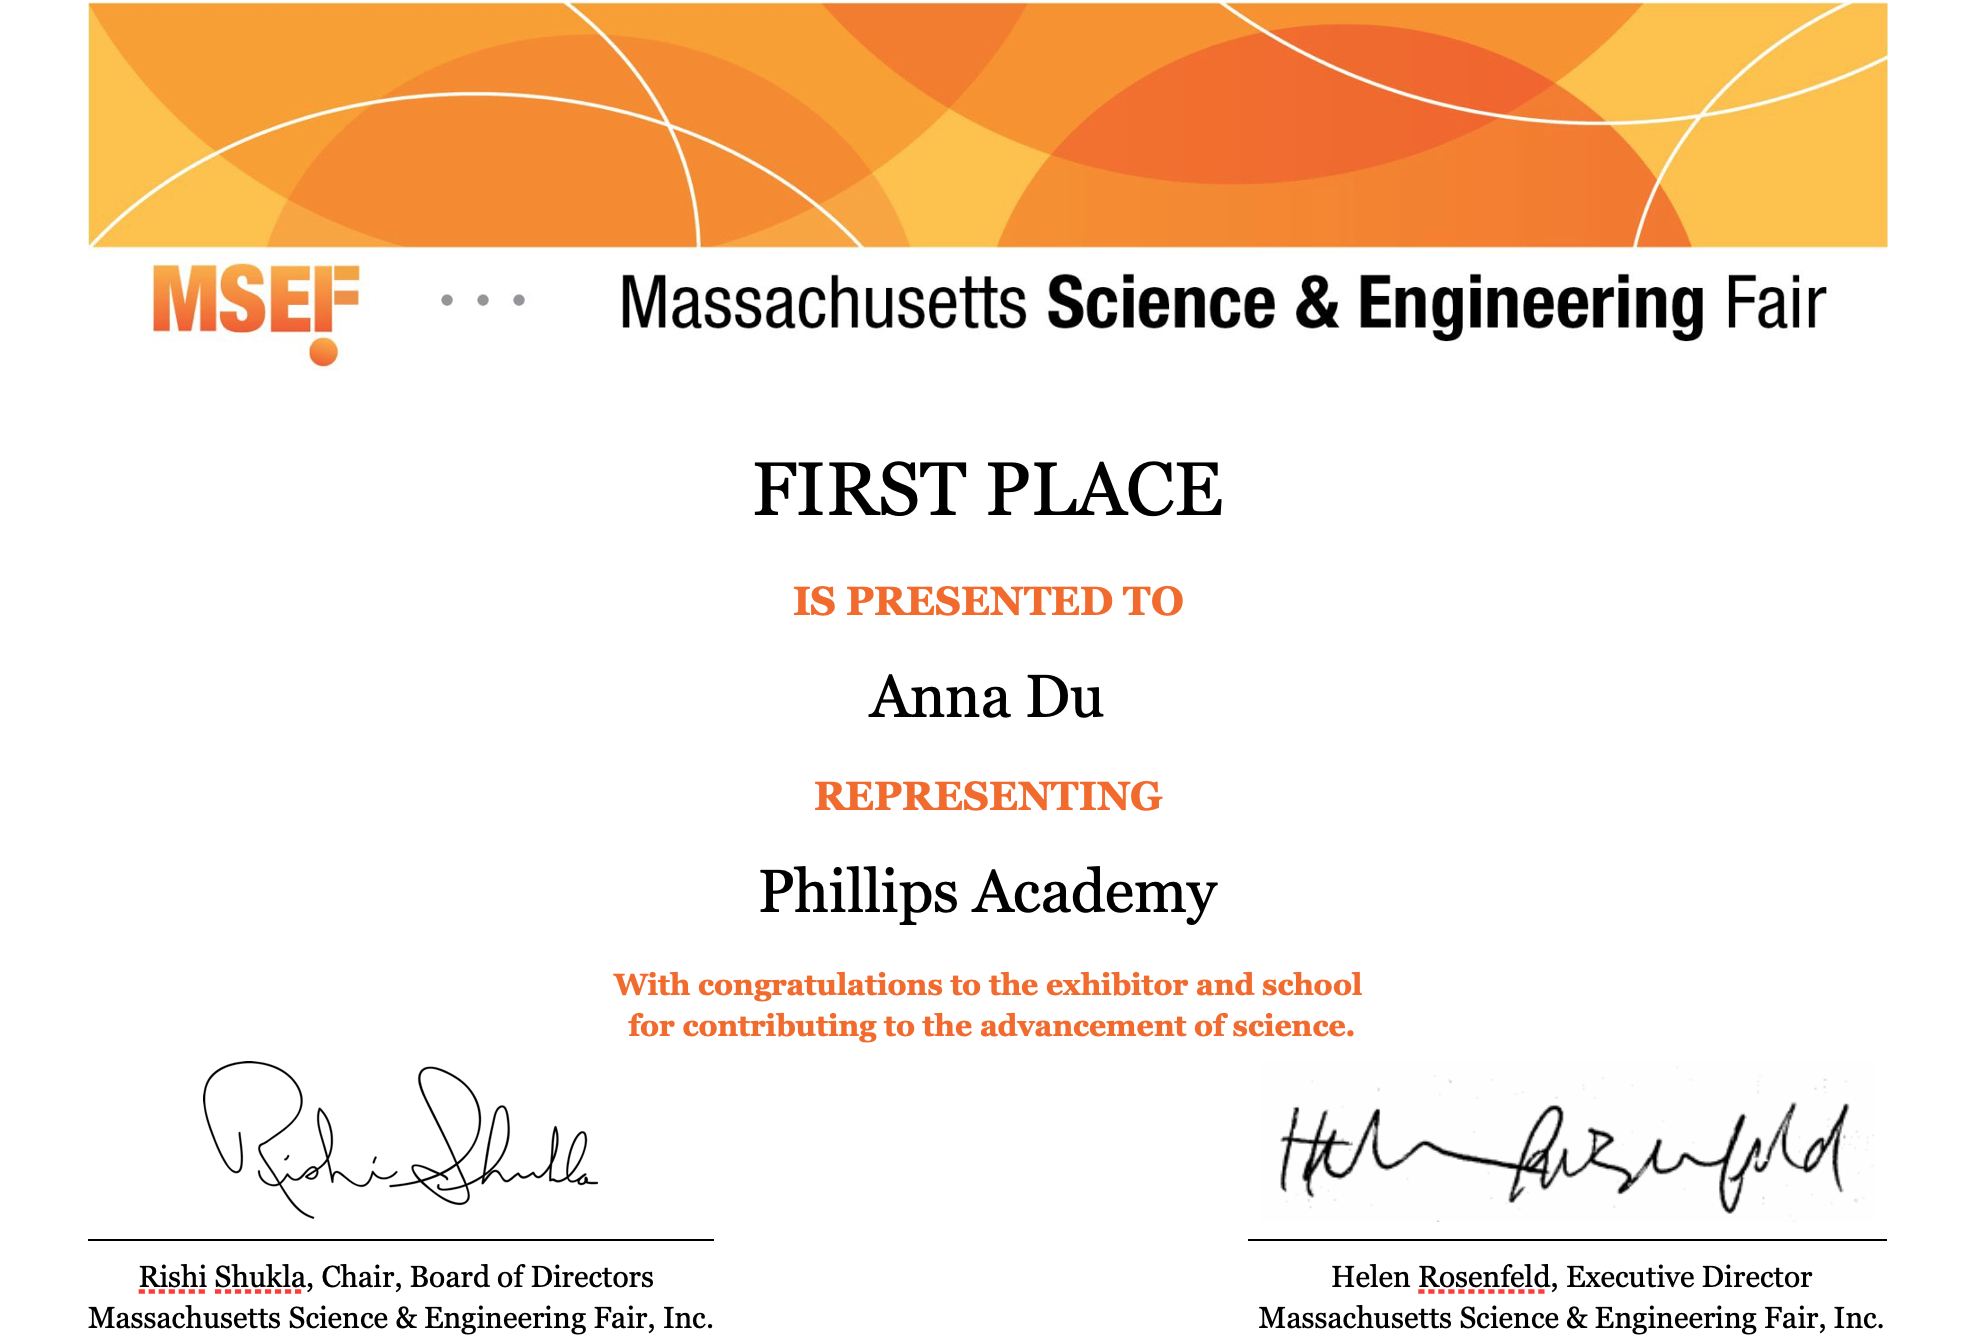 MSEF
Massachusetts Science & Engineering Fair
FIRST PLACE
IS PRESENTED TO
Anna Du
REPRESENTING
Phillips Academy
With congratulations to the exhibitor and school
for contributing to the advancement of science.
Rishi Shukla
Helen Rosenfeld
Rishi Shukla, Chair, Board of Directors
Massachusetts Science & Engineering Fair, Inc.
Helen Rosenfeld, Executive Director
Massachusetts Science & Engineering Fair, Inc.